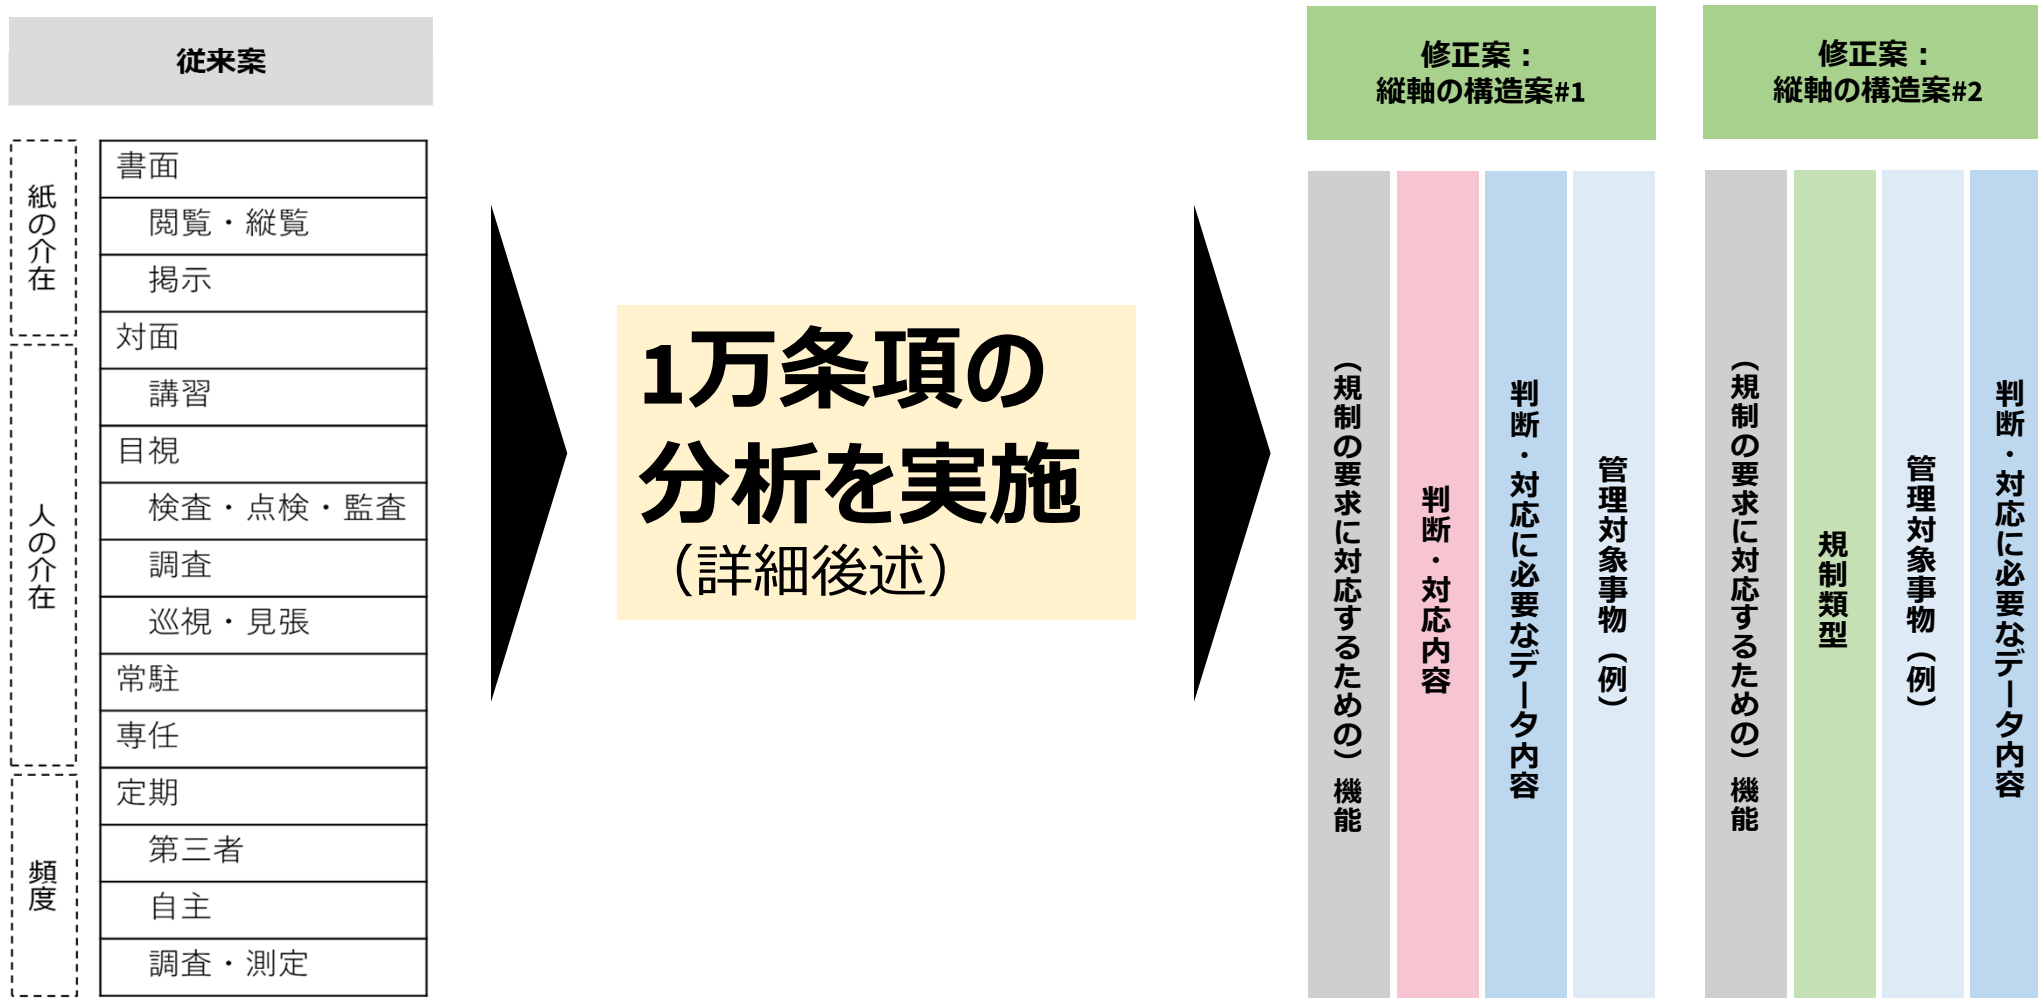 従来案
紙の介在
書面
閲覧・縦覧
掲示
人の介在
対面
講習
目視
検査・点検・監査
調査
巡視・見張
常駐
専任
頻度
定期
第三者
自主
調査・測定
1万条項の
分析を実施
（詳細後述）
修正案：
縦軸の構造案#1
（規制の要求に対応するための）機能
判断・対応内容
判断・対応に必要なデータ内容
管理対象事物（例）
修正案：
縦軸の構造案#2
（規制の要求に対応するための）機能
規制類型
管理対象事物（例）
判断・対応に必要なデータ内容